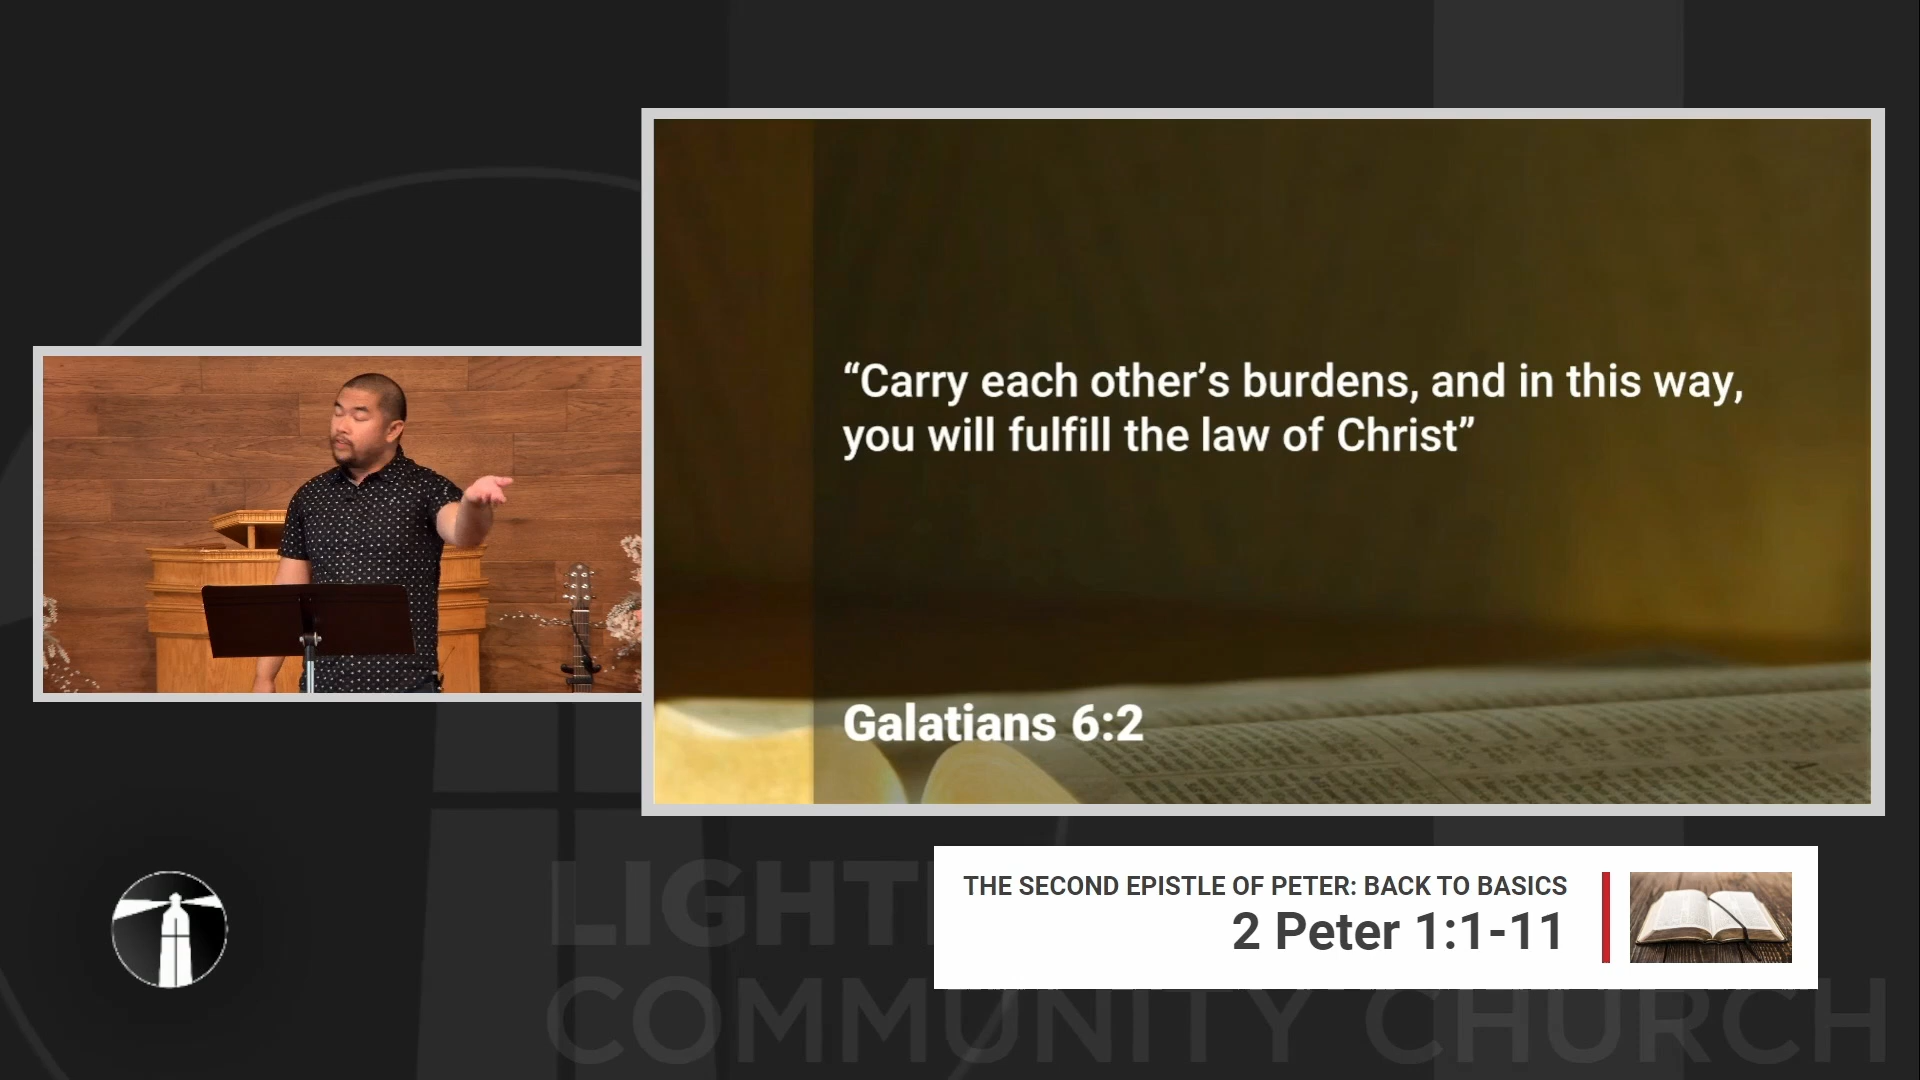 “Carry each other’s burdens, and in this way,
you will fulfill the law of Christ”
Galatians 6:2
THE SECOND EPISTLE OF PETER: BACK TO BASICS
2 Peter 1:1-11
LIGHT
COMMUNITY CHURCH